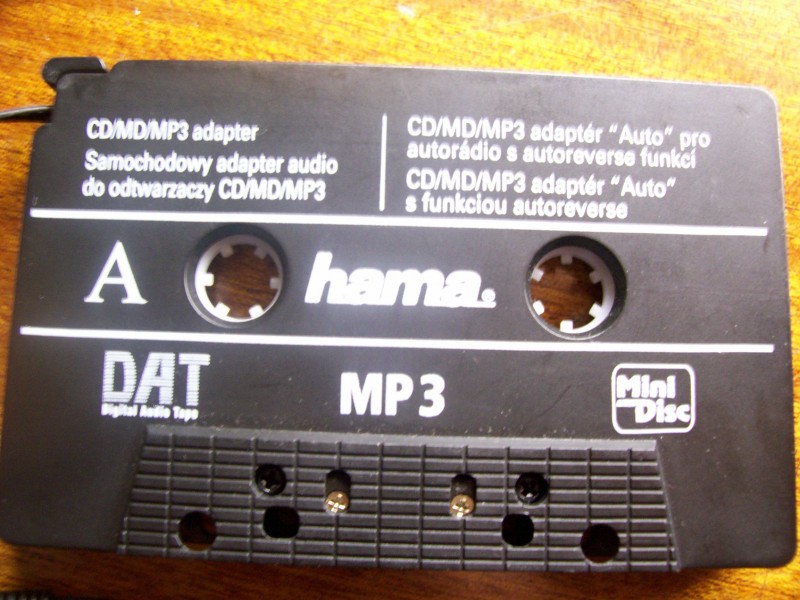 CD/MD/MP3 adapter
Samochodowy adapter audio
do odtwarzaczy CD/MD/MP3
CD/MD/MP3 adaptér "Auto" pro
autorádio s autoreverse funkcí
CD/MD/MP3 adaptér "Auto"
s funkciou autoreverse
A
hama®
DAT
Digital Audio Tape
MP3
Mini
Disc